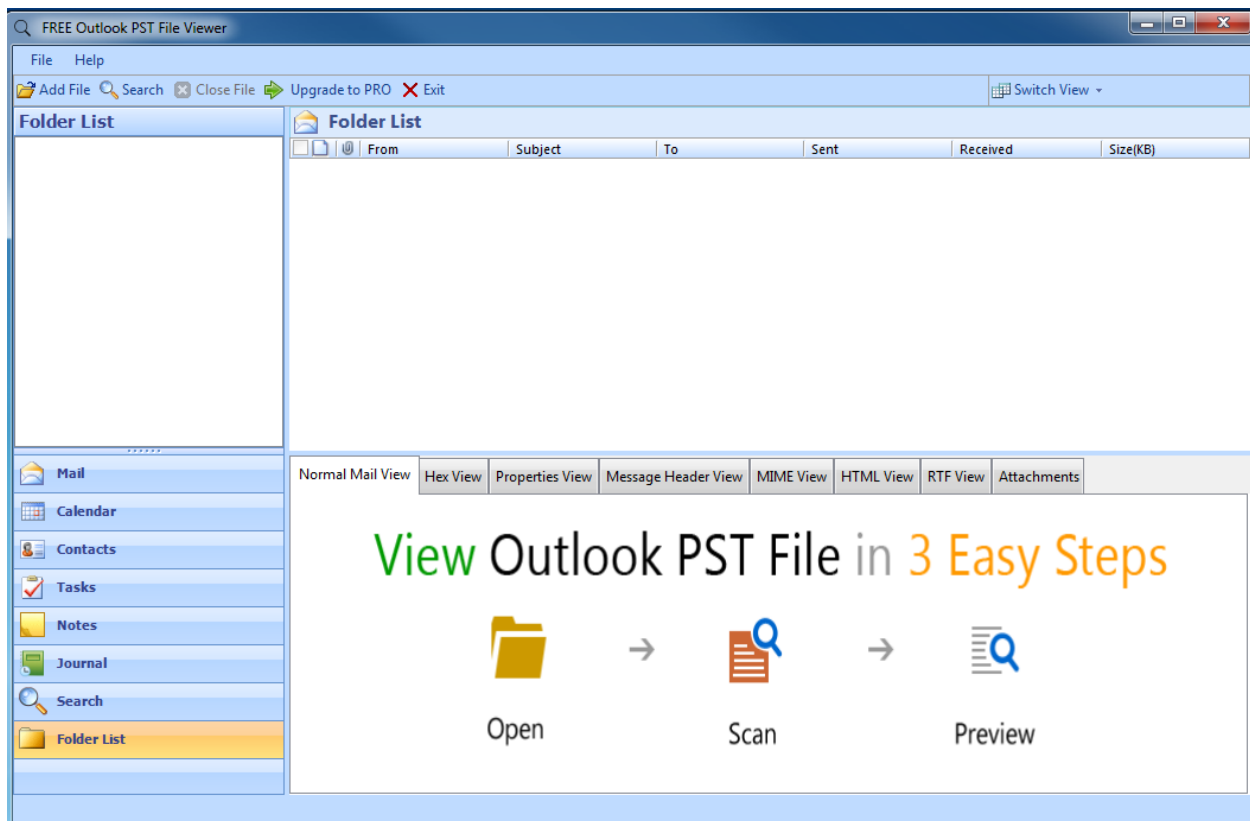 FREE Outlook PST File Viewer
File Help
Add File Search Close File Upgrade to PRO Exit Switch View
Folder List
Folder List
From Subject To Sent Received Size(KB)
Mail
Calendar
Contacts
Tasks
Notes
Journal
Search
Folder List
Normal Mail View Hex View Properties View Message Header View MIME View HTML View RTF View Attachments
View Outlook PST File in 3 Easy Steps
Open Scan Preview